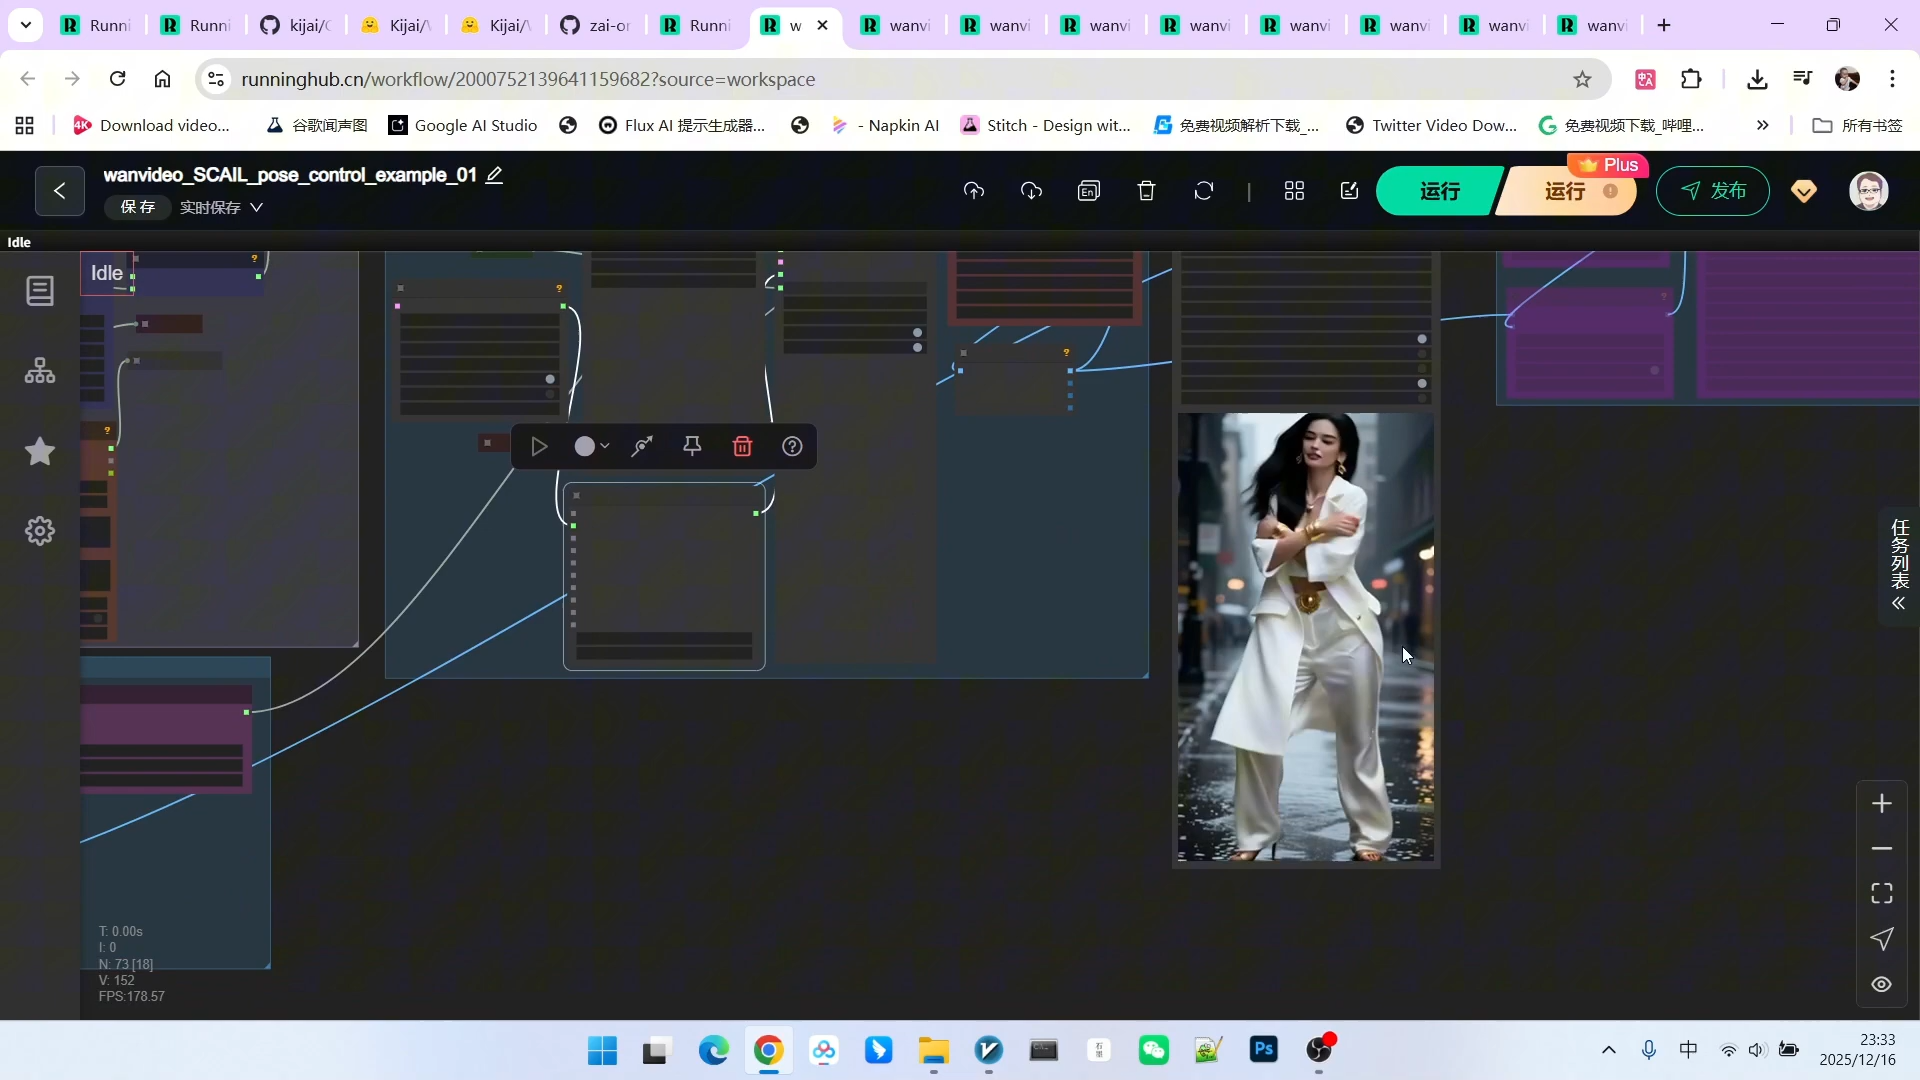 Runni
Runni
kijai/C
Kijai/V
Kijai/V
zai-or
Runni
w
wanvi
wanvi
wanvi
wanvi
wanvi
wanvi
wanvi
wanvi
runninghub.cn/workflow/2000752139641159682?source=workspace
4K
Download video...
谷歌闻声图
Google AI Studio
Flux AI 提示生成器...
- Napkin AI
Stitch - Design wit...
免费视频解析下载_...
Twitter Video Dow...
免费视频下载_哔哩...
所有书签
wanvideo_SCAIL_pose_control_example_01
保 存
实时保存
En
运行
运行
Plus
发布
Idle
Idle
任务列表
T: 0.00s
I: 0
N: 73 [18]
V: 152
FPS:178.57
石墨
Ps
中
23:33
2025/12/16